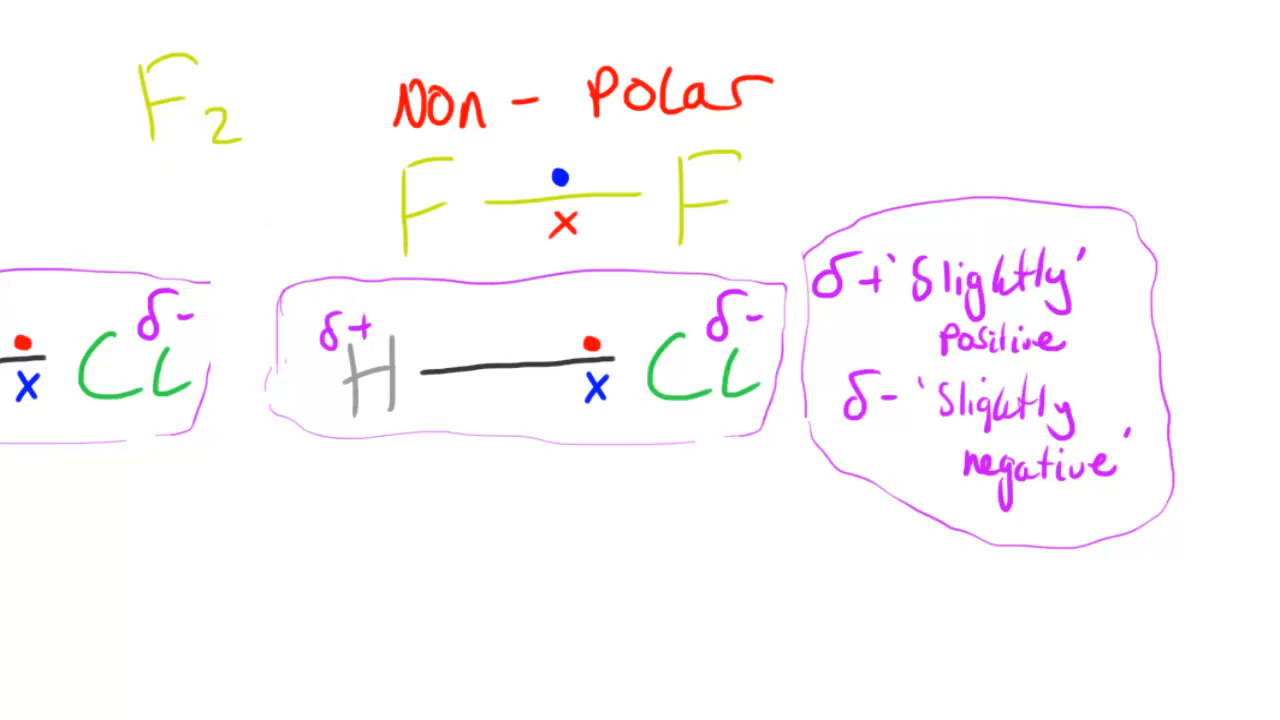 F2
Non - Polar
F • x F
δ+ 'Slightly'
positive
δ- 'Slightly
negative'
• x Cl δ-
δ+ H • x Cl δ-